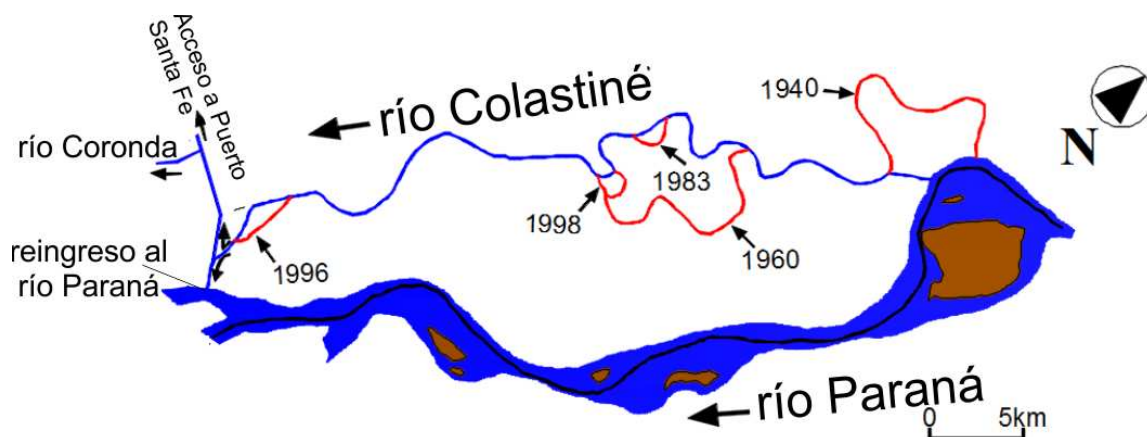 Acceso a Puerto
Santa Fe
río Coronda
reingreso al
río Paraná
1996
río Colastiné
1998
1983
1960
1940
N
río Paraná
0 5km